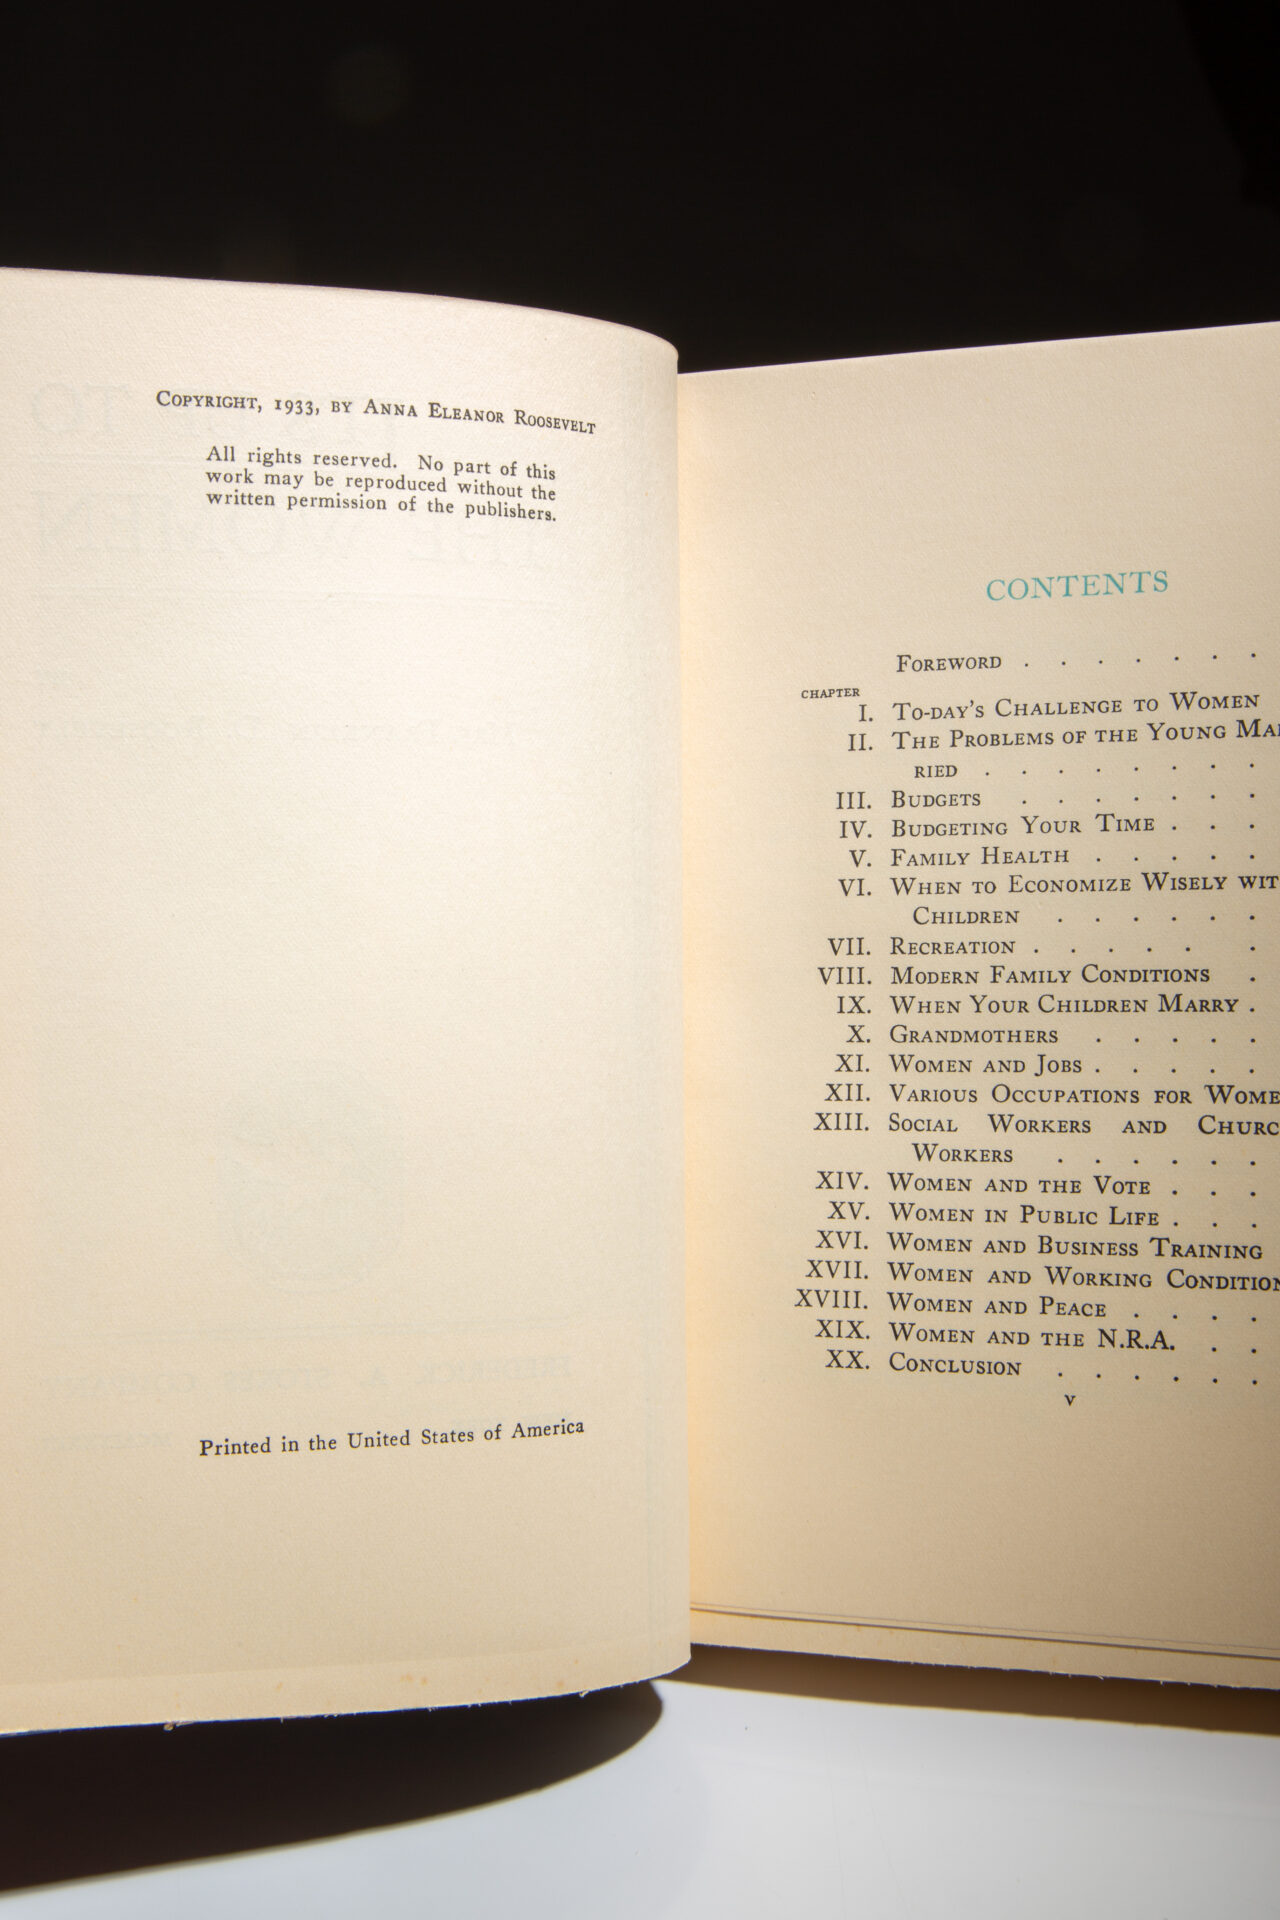 Copyright, 1933, by Anna Eleanor Roosevelt
All rights reserved. No part of this
work may be reproduced without the
written permission of the publishers.
Printed in the United States of America
CONTENTS
Foreword . . . . . . .
CHAPTER
I. To-day's Challenge to Women
II. The Problems of the Young Mar
ried . . . . . . . .
III. Budgets . . . . . . .
IV. Budgeting Your Time . . .
V. Family Health . . . . .
VI. When to Economize Wisely wit
Children . . . . . .
VII. Recreation . . . . . .
VIII. Modern Family Conditions .
IX. When Your Children Marry .
X. Grandmothers . . . . .
XI. Women and Jobs . . . . .
XII. Various Occupations for Wome
XIII. Social Workers and Churc
Workers . . . . . .
XIV. Women and the Vote . . .
XV. Women in Public Life . . .
XVI. Women and Business Training
XVII. Women and Working Condition
XVIII. Women and Peace . . . .
XIX. Women and the N.R.A. . .
XX. Conclusion . . . . . .
v